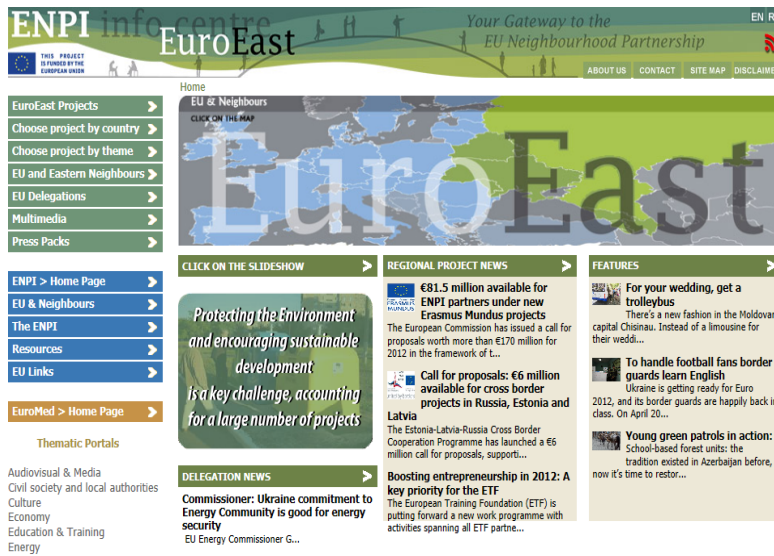 ENPI info centre
EuroEast
Your Gateway to the
EU Neighbourhood Partnership
EN R
THIS PROJECT
IS FUNDED BY THE
EUROPEAN UNION
ABOUT US CONTACT SITE MAP DISCLAIME
Home
EuroEast Projects
Choose project by country
Choose project by theme
EU and Eastern Neighbours
EU Delegations
Multimedia
Press Packs
ENPI > Home Page
EU & Neighbours
The ENPI
Resources
EU Links
EuroMed > Home Page
Thematic Portals
Audiovisual & Media
Civil society and local authorities
Culture
Economy
Education & Training
Energy
EU & Neighbours
CLICK ON THE MAP
EuroEast
CLICK ON THE SLIDESHOW
Protecting the Environment
and encouraging sustainable
development
is a key challenge, accounting
for a large number of projects
DELEGATION NEWS
Commissioner: Ukraine commitment to
Energy Community is good for energy
security
EU Energy Commissioner G...
REGIONAL PROJECT NEWS
€81.5 million available for
ENPI partners under new
Erasmus Mundus projects
The European Commission has issued a call for
proposals worth more than €170 million for
2012 in the framework of t...
Call for proposals: €6 million
available for cross border
projects in Russia, Estonia and
Latvia
The Estonia-Latvia-Russia Cross Border
Cooperation Programme has launched a €6
million call for proposals, supporti...
Boosting entrepreneurship in 2012: A
key priority for the ETF
The European Training Foundation (ETF) is
putting forward a new work programme with
activities spanning all ETF partne...
FEATURES
For your wedding, get a
trolleybus
There's a new fashion in the Moldovan
capital Chisinau. Instead of a limousine for
their weddi...
To handle football fans border
guards learn English
Ukraine is getting ready for Euro
2012, and its border guards are happily back in
class. On April 20...
Young green patrols in action:
School-based forest units: the
tradition existed in Azerbaijan before,
now it's time to restor...